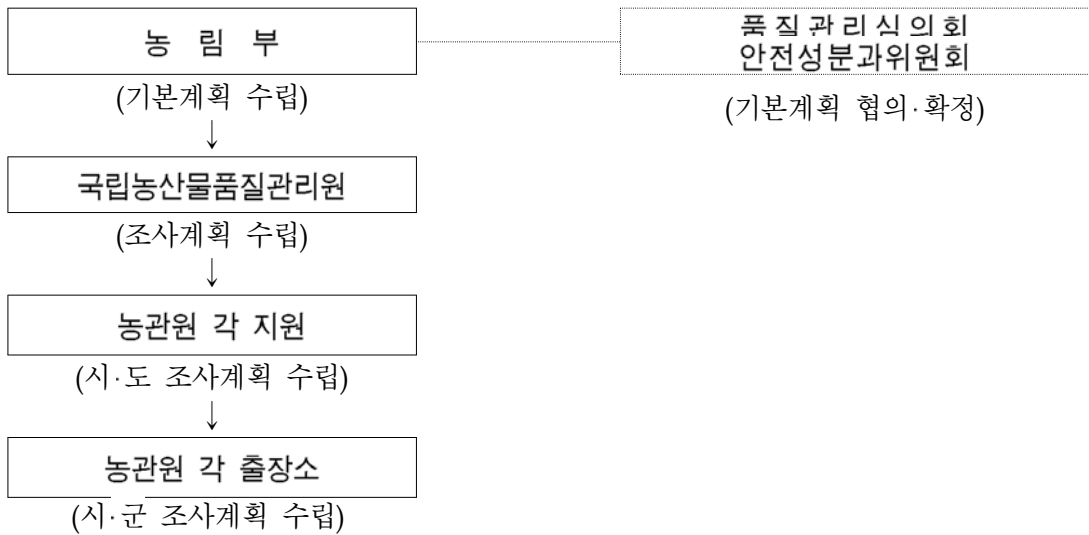 농 림 부
품 질 관 리 심 의 회
안전성분과위원회
(기본계획 수립)
(기본계획 협의·확정)
↓
국립농산물품질관리원
(조사계획 수립)
↓
농관원 각 지원
(시·도 조사계획 수립)
↓
농관원 각 출장소
(시·군 조사계획 수립)